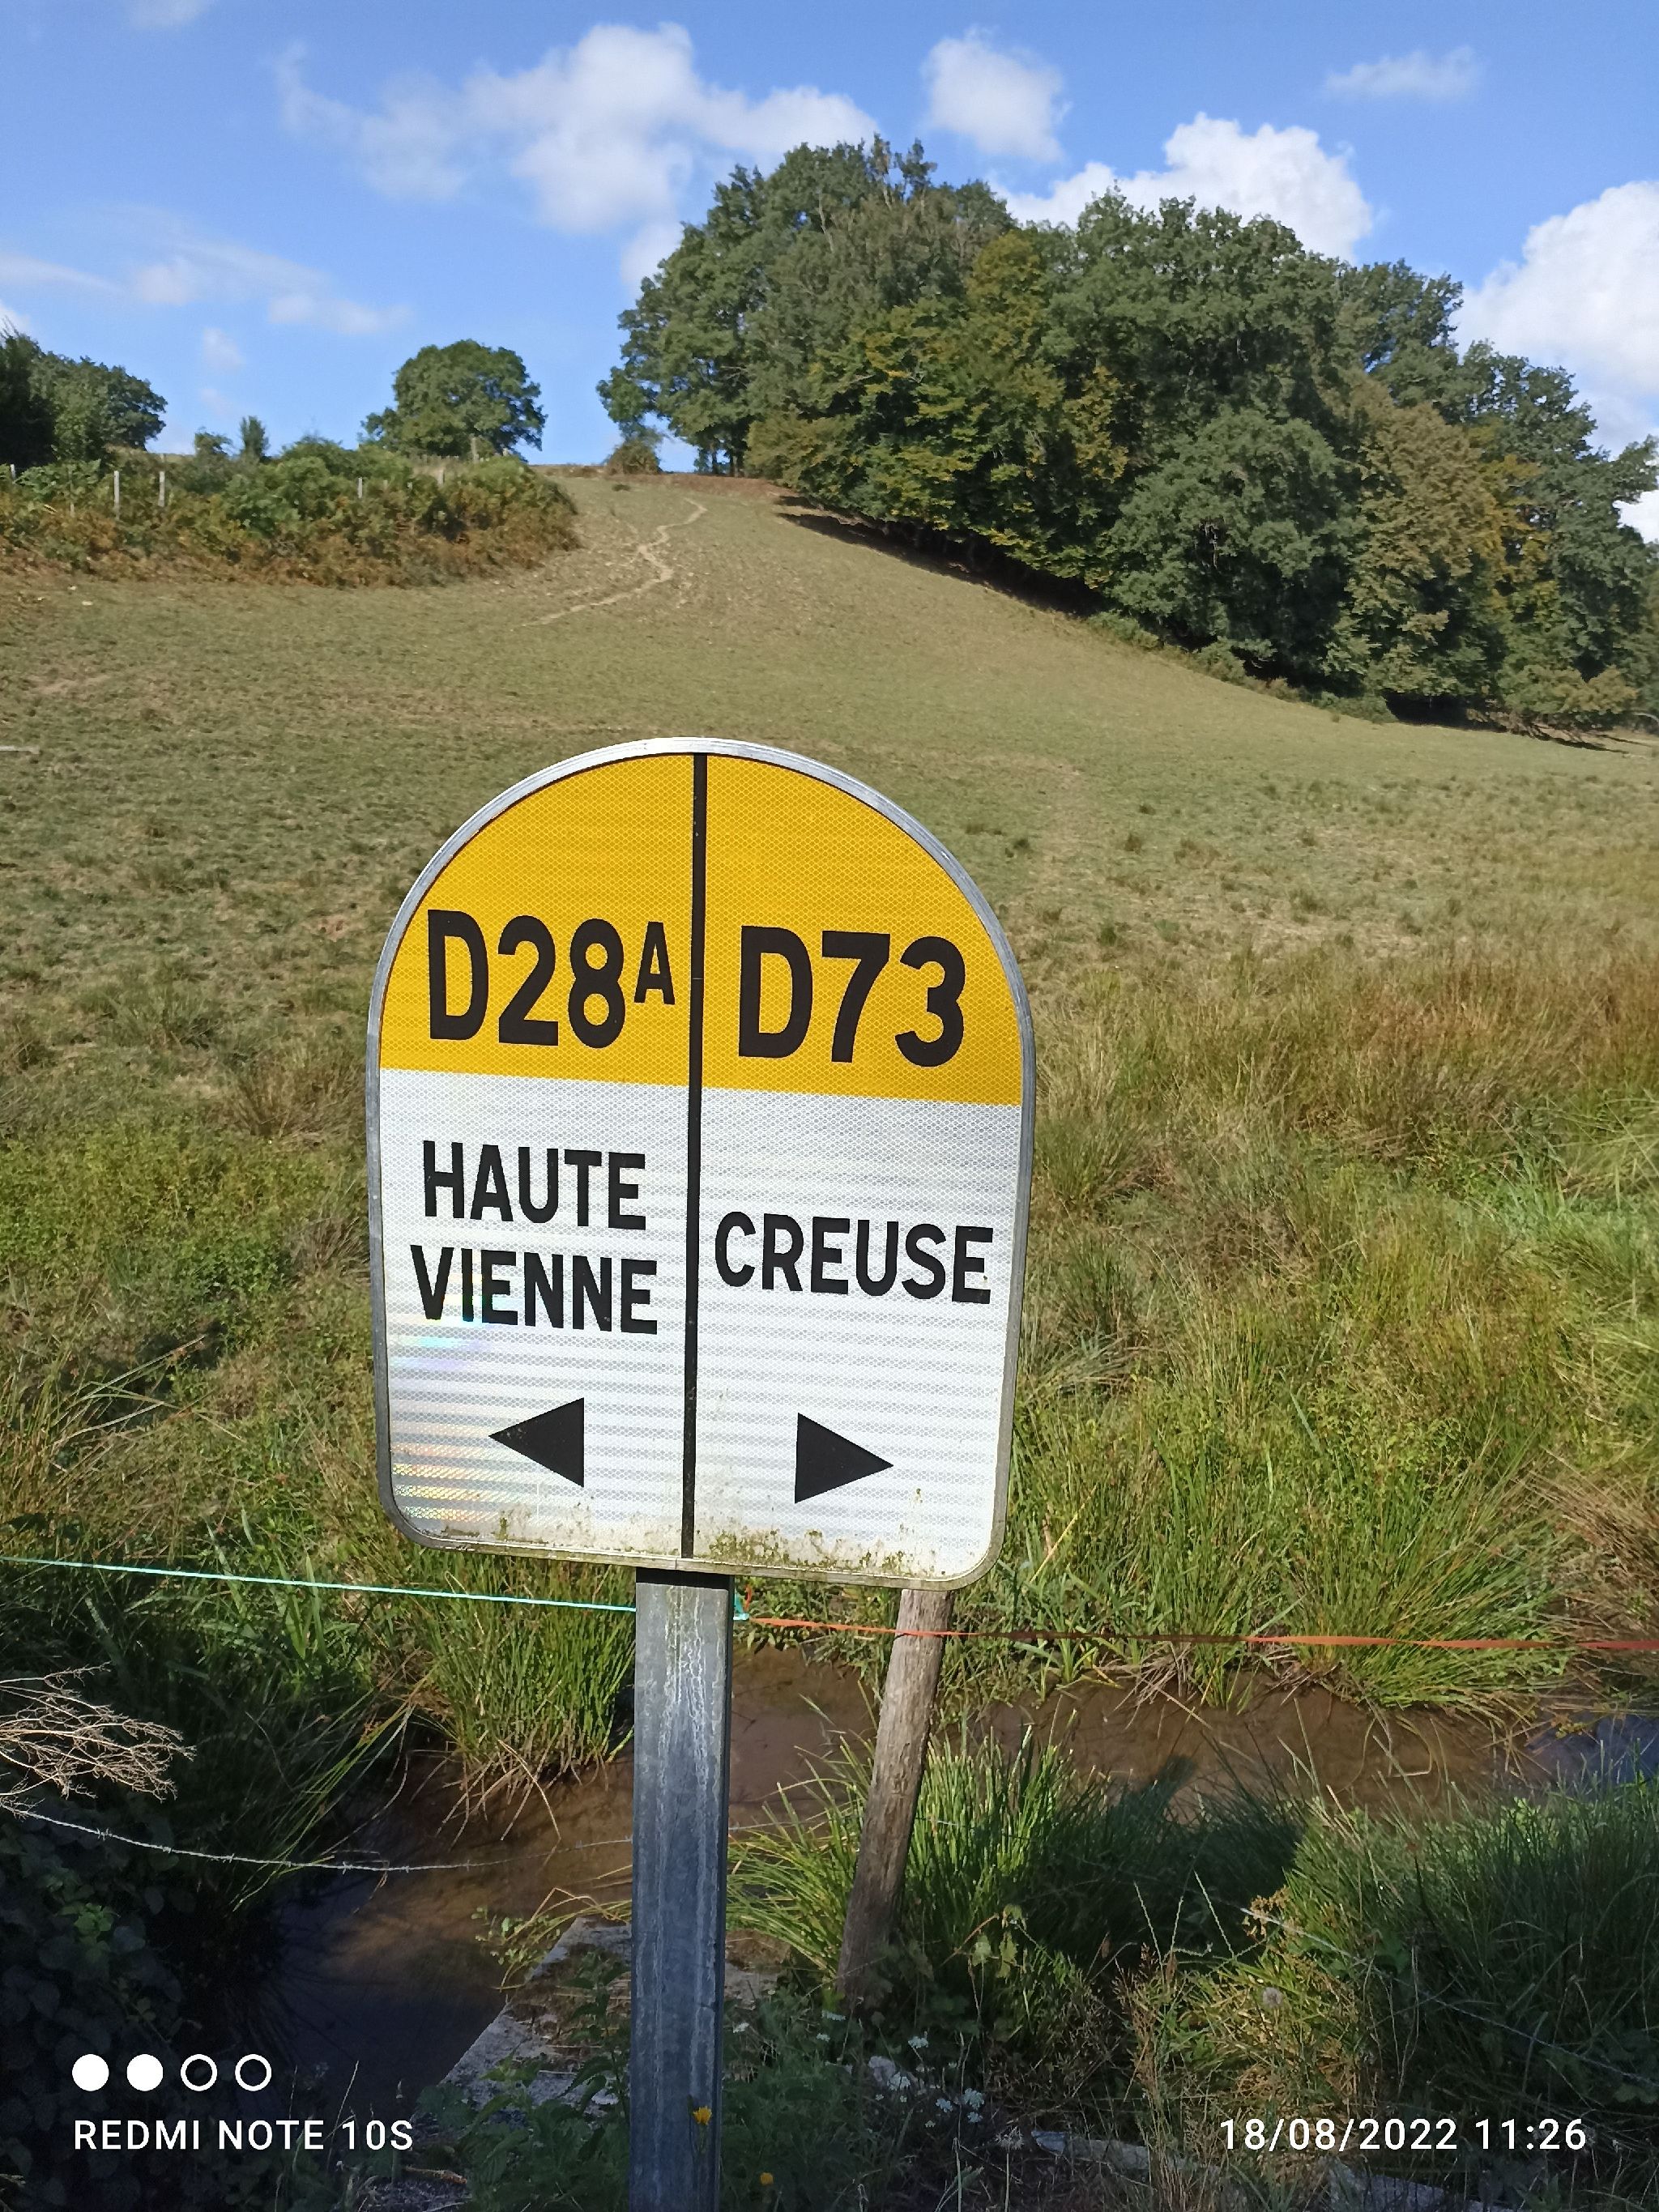 D28A D73
HAUTE
VIENNE
CREUSE
REDMI NOTE 10S
18/08/2022 11:26